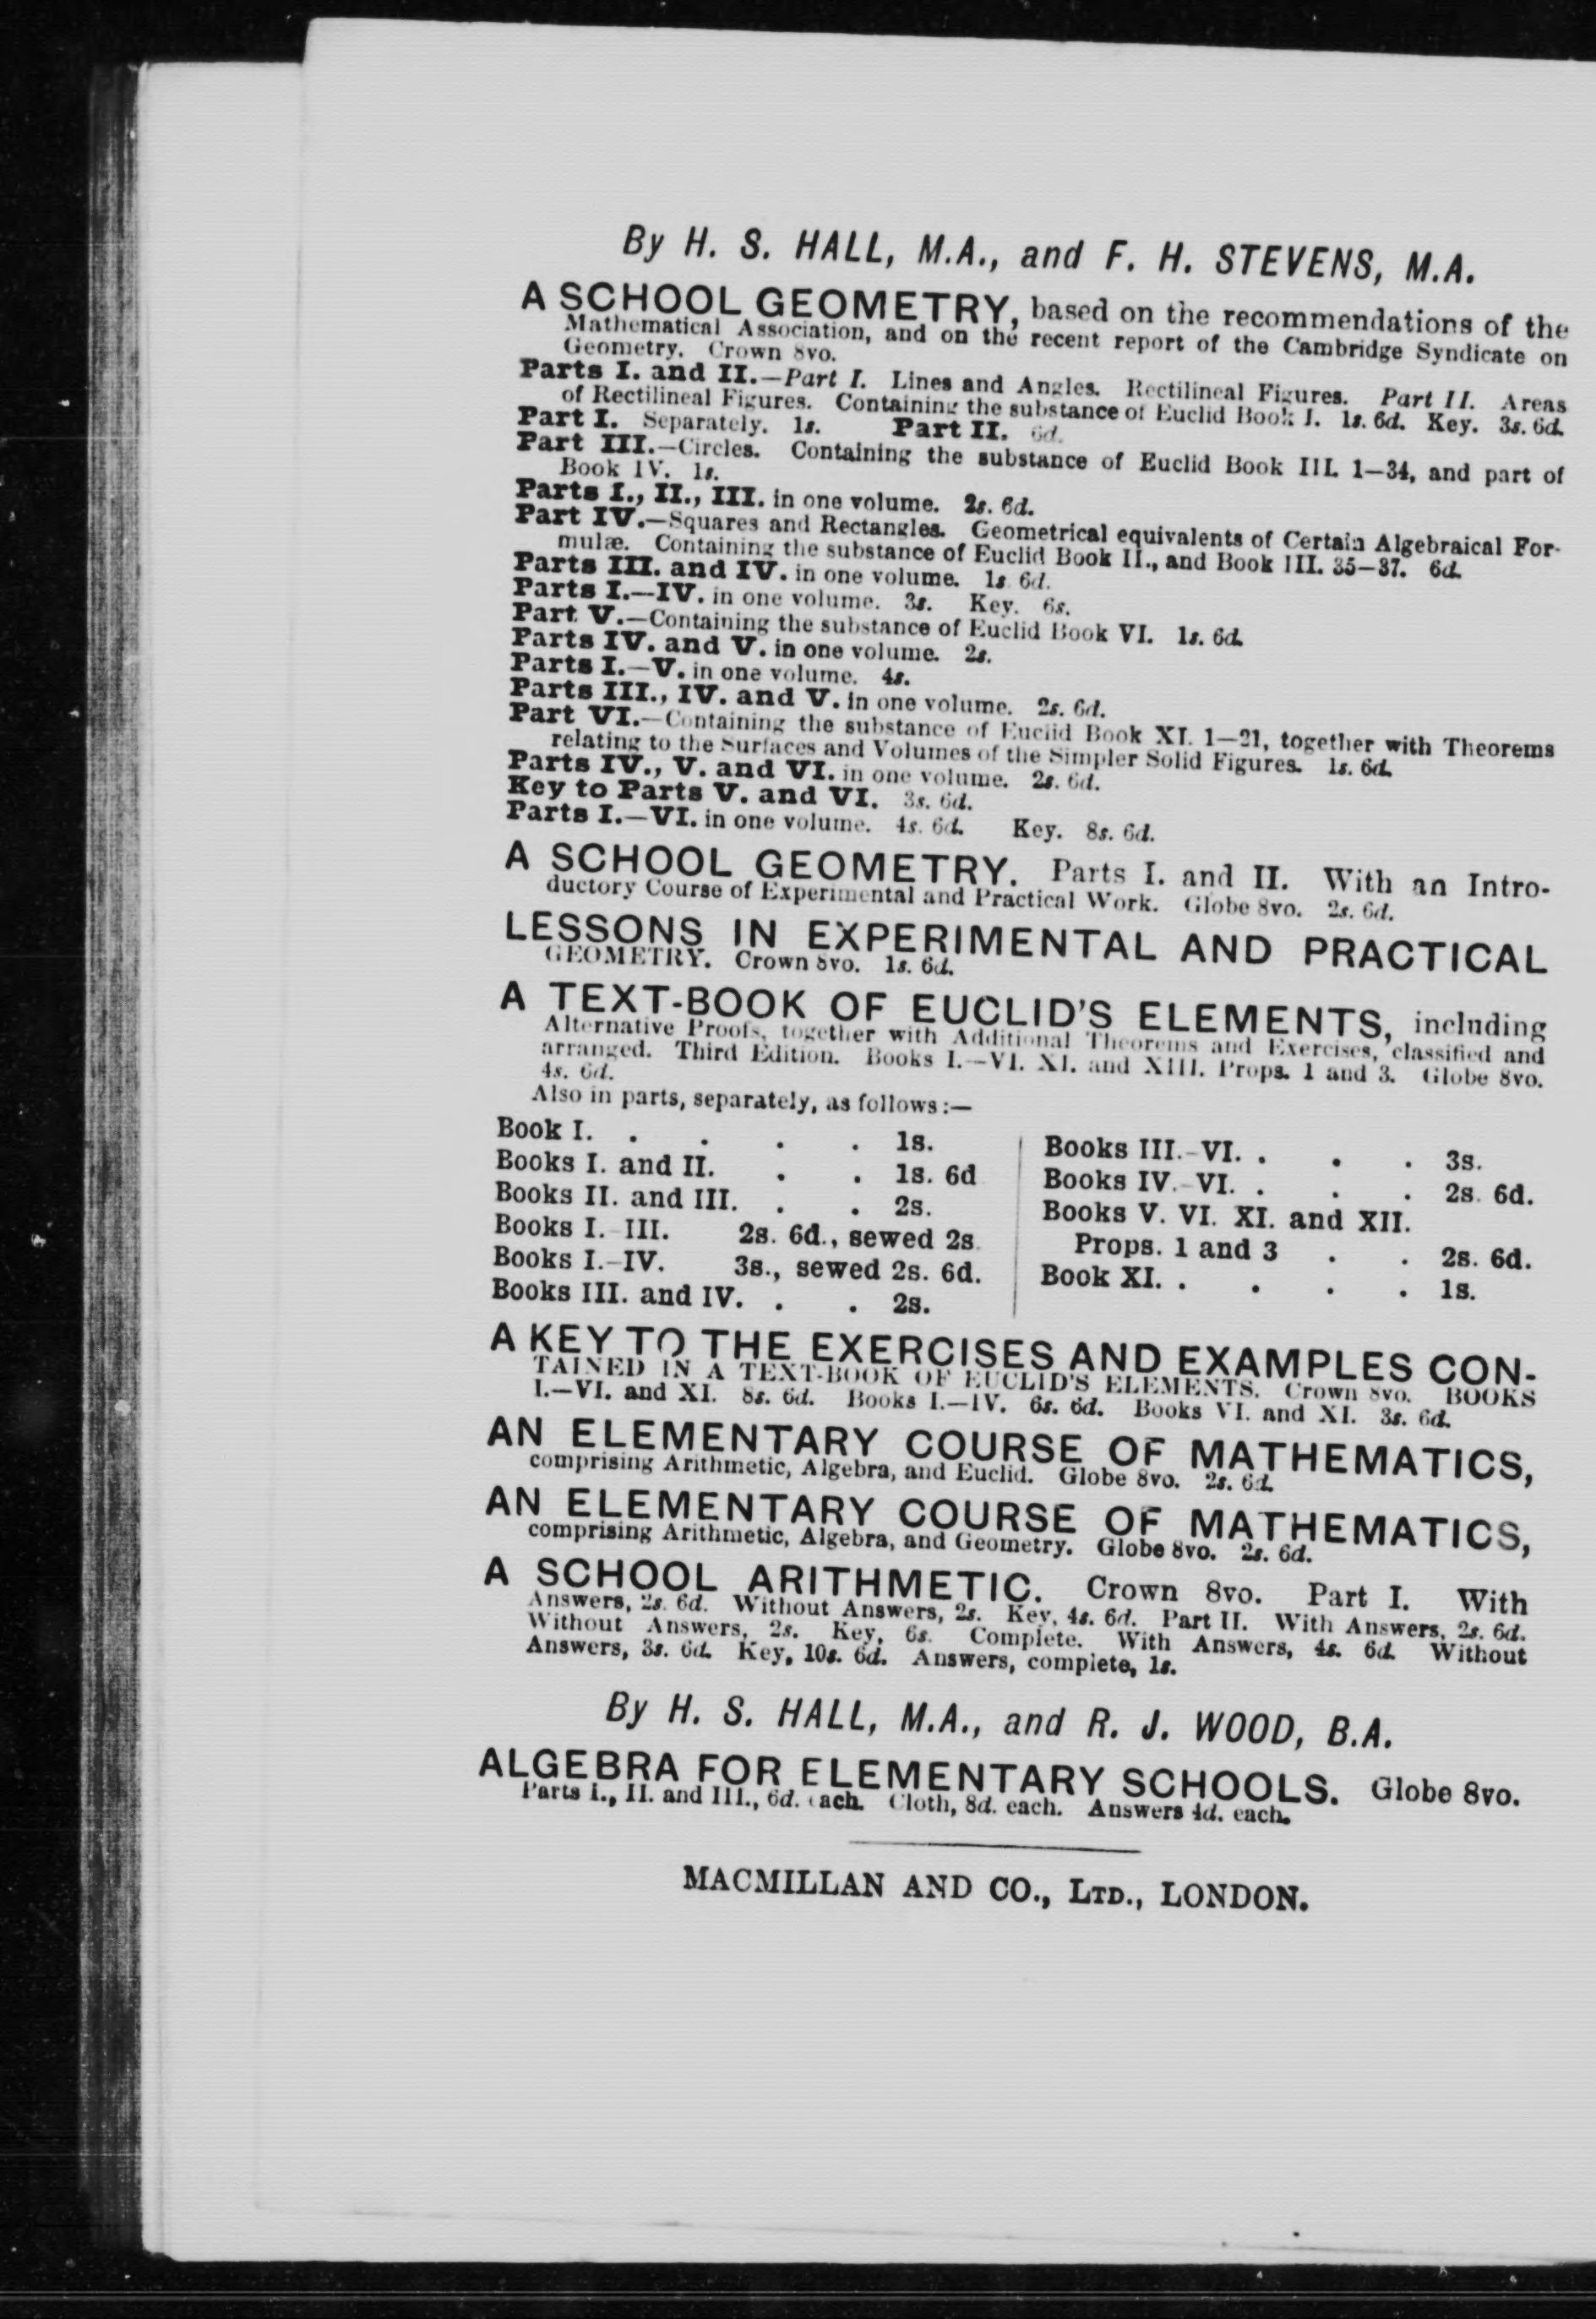 By H. S. HALL, M.A., and F. H. STEVENS, M.A.
A SCHOOL GEOMETRY, based on the recommendations of the
Mathematical Association, and on the recent report of the Cambridge Syndicate on
Geometry. Crown 8vo.
Parts I. and II.—Part I. Lines and Angles. Rectilineal Figures. Part II. Areas
of Rectilineal Figures. Containing the substance of Euclid Book I. 1s. 6d. Key. 3s. 6d.
Part I. Separately. 1s. Part II. 6d.
Part III.—Circles. Containing the substance of Euclid Book III. 1—34, and part of
Book IV. 1s.
Parts I., II., III. in one volume. 2s. 6d.
Part IV.—Squares and Rectangles. Geometrical equivalents of Certain Algebraical For-
mulæ. Containing the substance of Euclid Book II., and Book III. 35—37. 6d.
Parts III. and IV. in one volume. 1s. 6d.
Parts I.—IV. in one volume. 3s. Key. 6s.
Part V.—Containing the substance of Euclid Book VI. 1s. 6d.
Parts IV. and V. in one volume. 2s.
Parts I.—V. in one volume. 4s.
Parts III., IV. and V. in one volume. 2s. 6d.
Part VI.—Containing the substance of Euclid Book XI. 1—21, together with Theorems
relating to the Surfaces and Volumes of the Simpler Solid Figures. 1s. 6d.
Parts IV., V. and VI. in one volume. 2s. 6d.
Key to Parts V. and VI. 3s. 6d.
Parts I.—VI. in one volume. 4s. 6d. Key. 8s. 6d.
A SCHOOL GEOMETRY. Parts I. and II. With an Intro-
ductory Course of Experimental and Practical Work. Globe 8vo. 2s. 6d.
LESSONS IN EXPERIMENTAL AND PRACTICAL
GEOMETRY. Crown 8vo. 1s. 6d.
A TEXT-BOOK OF EUCLID'S ELEMENTS, including
Alternative Proofs, together with Additional Theorems and Exercises, classified and
arranged. Third Edition. Books I.—VI. XI. and XIII. Props. 1 and 3. Globe 8vo.
4s. 6d.
Also in parts, separately, as follows:—
Book I. . . . . 1s.
Books I. and II. . . 1s. 6d
Books II. and III. . . 2s.
Books I.-III. 2s. 6d., sewed 2s.
Books I.-IV. 3s., sewed 2s. 6d.
Books III. and IV. . . 2s.
Books III.-VI. . . . 3s.
Books IV.-VI. . . . 2s. 6d.
Books V. VI. XI. and XII.
Props. 1 and 3 . . 2s. 6d.
Book XI. . . . . 1s.
A KEY TO THE EXERCISES AND EXAMPLES CON-
TAINED IN A TEXT-BOOK OF EUCLID'S ELEMENTS. Crown 8vo. BOOKS
I.—VI. and XI. 8s. 6d. Books I.—IV. 6s. 6d. Books VI. and XI. 3s. 6d.
AN ELEMENTARY COURSE OF MATHEMATICS,
comprising Arithmetic, Algebra, and Euclid. Globe 8vo. 2s. 6d.
AN ELEMENTARY COURSE OF MATHEMATICS,
comprising Arithmetic, Algebra, and Geometry. Globe 8vo. 2s. 6d.
A SCHOOL ARITHMETIC. Crown 8vo. Part I. With
Answers, 2s. 6d. Without Answers, 2s. Key, 4s. 6d. Part II. With Answers, 2s. 6d.
Without Answers, 2s. Key, 6s. Complete. With Answers, 4s. 6d. Without
Answers, 3s. 6d. Key, 10s. 6d. Answers, complete, 1s.
By H. S. HALL, M.A., and R. J. WOOD, B.A.
ALGEBRA FOR ELEMENTARY SCHOOLS. Globe 8vo.
Parts I., II. and III., 6d. each. Cloth, 8d. each. Answers 4d. each.
MACMILLAN AND CO., LTD., LONDON.